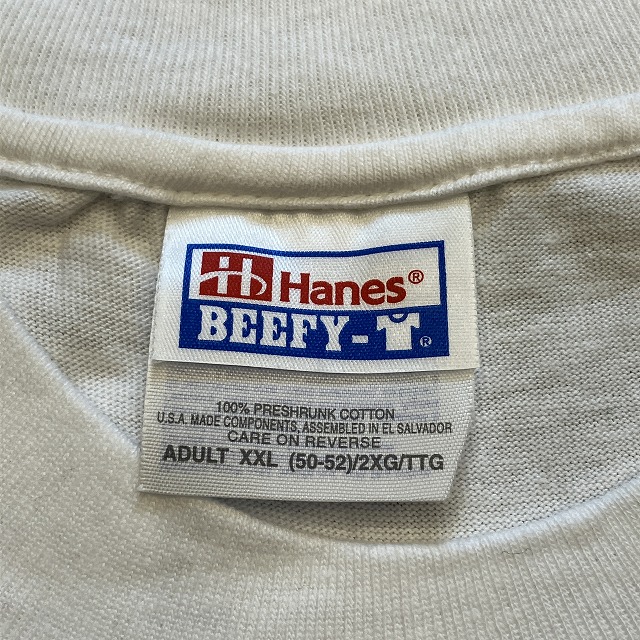 Hanes®
BEEFY-T®
100% PRESHRUNK COTTON
U.S.A. MADE COMPONENTS, ASSEMBLED IN EL SALVADOR
CARE ON REVERSE
ADULT XXL (50-52)/2XG/TTG